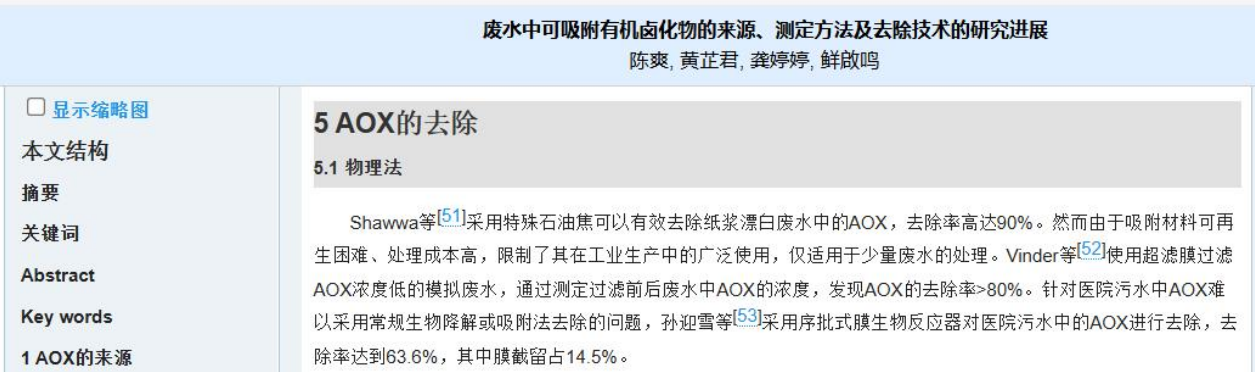 废水中可吸附有机卤化物的来源、测定方法及去除技术的研究进展
陈爽, 黄芷君, 龚婷婷, 鲜啟鸣
显示缩略图
本文结构
摘要
关键词
Abstract
Key words
1 AOX的来源
5 AOX的去除
5.1 物理法
Shawwa等[51]采用特殊石油焦可以有效去除纸浆漂白废水中的AOX，去除率高达90%。然而由于吸附材料可再
生困难、处理成本高，限制了其在工业生产中的广泛使用，仅适用于少量废水的处理。Vinder等[52]使用超滤膜过滤
AOX浓度低的模拟废水，通过测定过滤前后废水中AOX的浓度，发现AOX的去除率>80%。针对医院污水中AOX难
以采用常规生物降解或吸附法去除的问题，孙迎雪等[53]采用序批式膜生物反应器对医院污水中的AOX进行去除，去
除率达到63.6%，其中膜截留占14.5%。